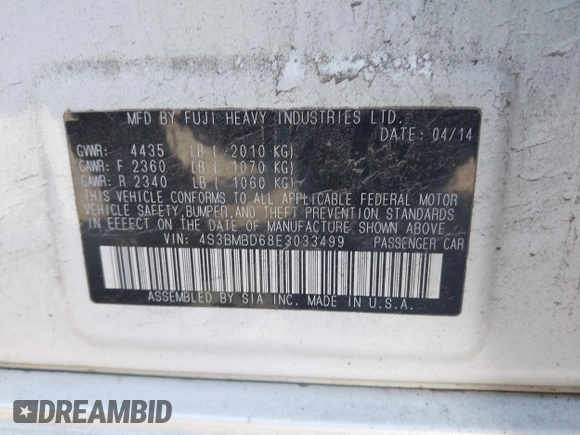 MFD BY FUJI HEAVY INDUSTRIES LTD.
DATE: 04/14
GVWR: 4435 LB ( 2010 KG)
GAWR: F 2360 LB ( 1070 KG)
GAWR: R 2340 LB ( 1060 KG)
THIS VEHICLE CONFORMS TO ALL APPLICABLE FEDERAL MOTOR
VEHICLE SAFETY, BUMPER, AND THEFT PREVENTION STANDARDS
IN EFFECT ON THE DATE OF MANUFACTURE SHOWN ABOVE.
VIN: 4S3BMBD68E3033499 PASSENGER CAR
ASSEMBLED BY SIA INC. MADE IN U.S.A.
DREAMBID